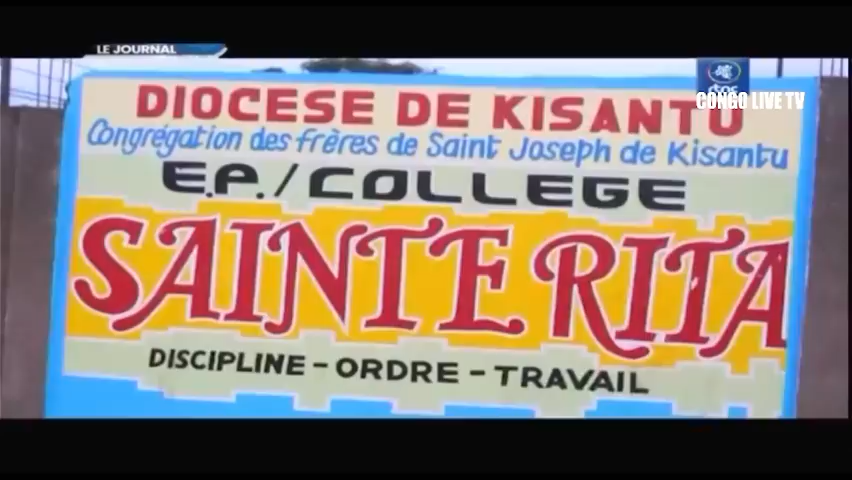 LE JOURNAL
CONGO LIVE TV
DIOCESE DE KISANTU
Congrégation des frères de Saint Joseph de Kisantu
E.P./COLLEGE
SAINTE RITA
DISCIPLINE - ORDRE - TRAVAIL